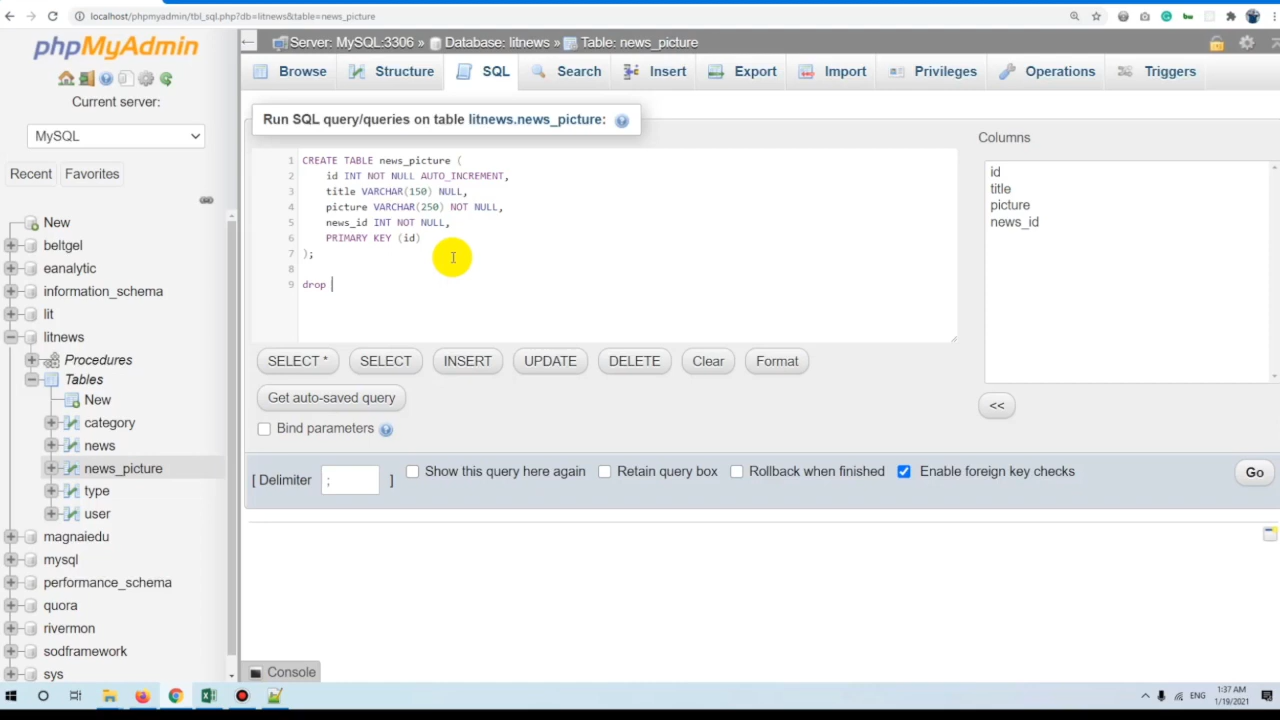 localhost/phpmyadmin/tbl_sql.php?db=litnews&table=news_picture
phpMyAdmin
Current server:
MySQL
Recent Favorites
New
beltgel
eanalytic
information_schema
lit
litnews
Procedures
Tables
New
category
news
news_picture
type
user
magnaiedu
mysql
performance_schema
quora
rivermon
sodframework
sys
Server: MySQL:3306 » Database: litnews » Table: news_picture
Browse Structure SQL Search Insert Export Import Privileges Operations Triggers
Run SQL query/queries on table litnews.news_picture:
1 CREATE TABLE news_picture (
2 id INT NOT NULL AUTO_INCREMENT,
3 title VARCHAR(150) NULL,
4 picture VARCHAR(250) NOT NULL,
5 news_id INT NOT NULL,
6 PRIMARY KEY (id)
7 );
8
9 drop
Columns
id
title
picture
news_id
<<
SELECT * SELECT INSERT UPDATE DELETE Clear Format
Get auto-saved query
Bind parameters
[ Delimiter ; ] Show this query here again Retain query box Rollback when finished Enable foreign key checks Go
Console
ENG 1:37 AM
1/19/2021